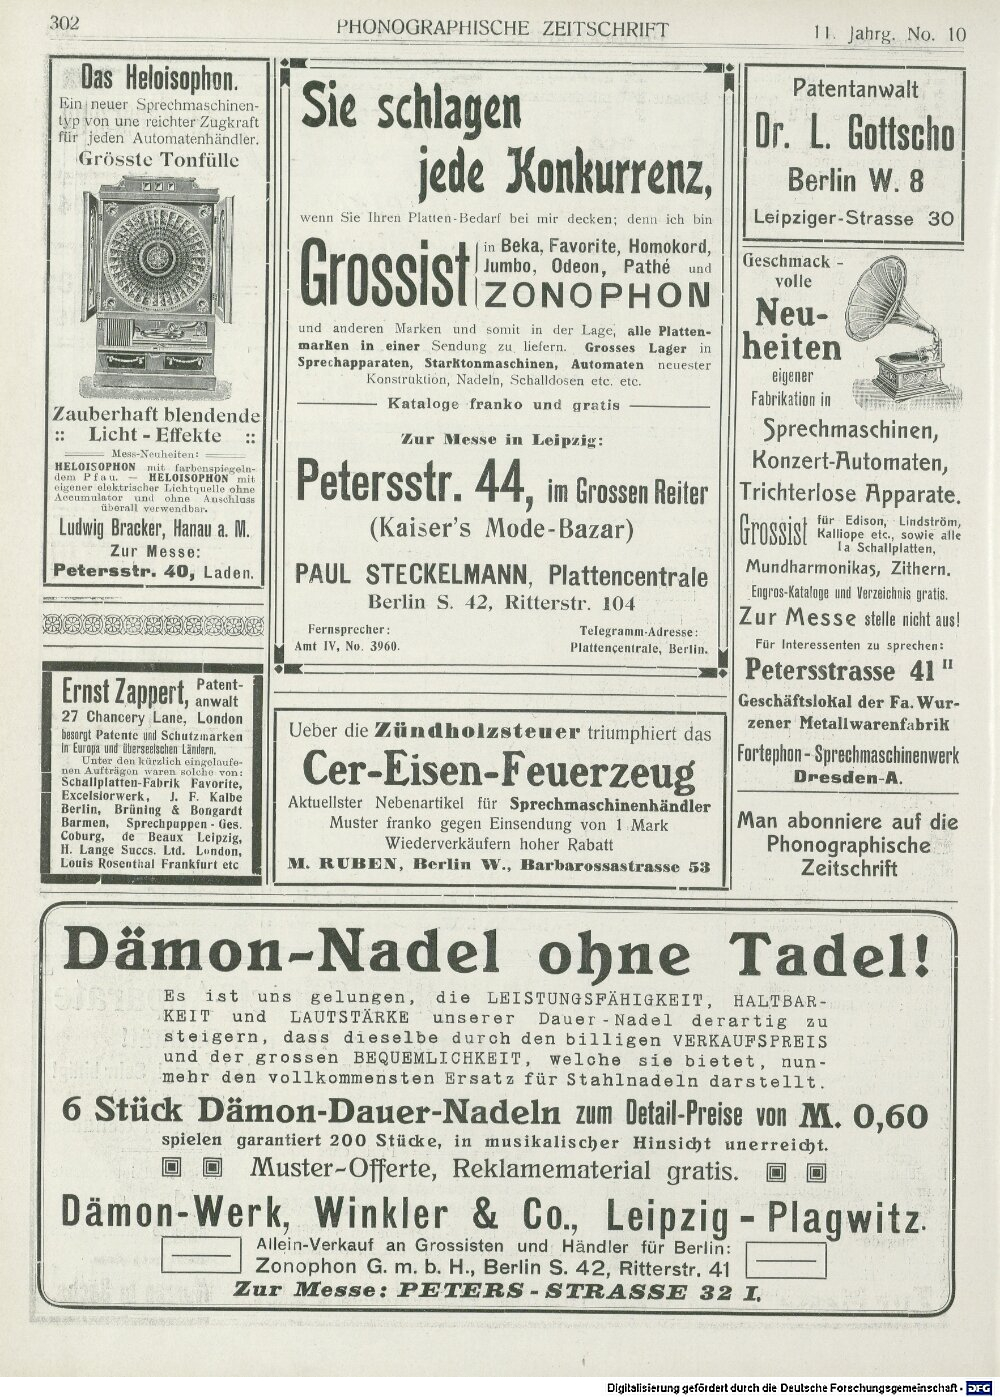 302
PHONOGRAPHISCHE ZEITSCHRIFT
11. Jahrg. No. 10
Das Heloisophon.
Ein neuer Sprechmaschinen-
typ von une reichter Zugkraft
für jeden Automatenhändler.
Grösste Tonfülle
Zauberhaft blendende
:: Licht - Effekte ::
Mess-Neuheiten:
HELOISOPHON mit farbenspiegeln-
dem Pfau. — HELOISOPHON mit
eigener elektrischer Lichtquelle ohne
Accumulator und ohne Anschluss
überall verwendbar.
Ludwig Bracker, Hanau a. M.
Zur Messe:
Petersstr. 40, Laden.
Ernst Zappert, Patent-
anwalt
27 Chancery Lane, London
besorgt Patente und Schutzmarken
in Europa und überseeischen Ländern.
Unter den kürzlich eingelaufe-
nen Aufträgen waren solche von:
Schallplatten-Fabrik Favorite,
Excelsiorwerk, J. F. Kalbe
Berlin, Brüning & Bongardt
Barmen, Sprechpuppen - Ges.
Coburg, de Beaux Leipzig,
H. Lange Succs. Ltd. London,
Louis Rosenthal Frankfurt etc
Sie schlagen
jede Konkurrenz,
wenn Sie Ihren Platten-Bedarf bei mir decken; denn ich bin
Grossist in Beka, Favorite, Homokord,
Jumbo, Odeon, Pathé und
ZONOPHON
und anderen Marken und somit in der Lage, alle Platten-
marken in einer Sendung zu liefern. Grosses Lager in
Sprechapparaten, Starktonmaschinen, Automaten neuester
Konstruktion, Nadeln, Schalldosen etc. etc.
Kataloge franko und gratis
Zur Messe in Leipzig:
Petersstr. 44, im Grossen Reiter
(Kaiser's Mode-Bazar)
PAUL STECKELMANN, Plattencentrale
Berlin S. 42, Ritterstr. 104
Fernsprecher:
Amt IV, No. 3960.
Telegramm-Adresse:
Plattencentrale, Berlin.
Ueber die Zündholzsteuer triumphiert das
Cer-Eisen-Feuerzeug
Aktuellster Nebenartikel für Sprechmaschinenhändler
Muster franko gegen Einsendung von 1 Mark
Wiederverkäufern hoher Rabatt
M. RUBEN, Berlin W., Barbarossastrasse 53
Patentanwalt
Dr. L. Gottscho
Berlin W. 8
Leipziger-Strasse 30
Geschmack -
volle
Neu-
heiten
eigener
Fabrikation in
Sprechmaschinen,
Konzert-Automaten,
Trichterlose Apparate.
Grossist für Edison, Lindström,
Kalliope etc., sowie alle
la Schallplatten,
Mundharmonikas, Zithern.
Engros-Kataloge und Verzeichnis gratis.
Zur Messe stelle nicht aus!
Für Interessenten zu sprechen:
Petersstrasse 41 II
Geschäftslokal der Fa. Wur-
zener Metallwarenfabrik
Fortephon - Sprechmaschinenwerk
Dresden-A.
Man abonniere auf die
Phonographische
Zeitschrift
Dämon-Nadel ohne Tadel!
Es ist uns gelungen, die LEISTUNGSFÄHIGKEIT, HALTBAR-
KEIT und LAUTSTÄRKE unserer Dauer-Nadel derartig zu
steigern, dass dieselbe durch den billigen VERKAUFSPREIS
und der grossen BEQUEMLICHKEIT, welche sie bietet, nun-
mehr den vollkommensten Ersatz für Stahlnadeln darstellt.
6 Stück Dämon-Dauer-Nadeln zum Detail-Preise von M. 0,60
spielen garantiert 200 Stücke, in musikalischer Hinsicht unerreicht.
Muster-Offerte, Reklamematerial gratis.
Dämon-Werk, Winkler & Co., Leipzig - Plagwitz.
Allein-Verkauf an Grossisten und Händler für Berlin:
Zonophon G. m. b. H., Berlin S. 42, Ritterstr. 41
Zur Messe: PETERS - STRASSE 32 I.
Digitalisierung gefördert durch die Deutsche Forschungsgemeinschaft - DFG